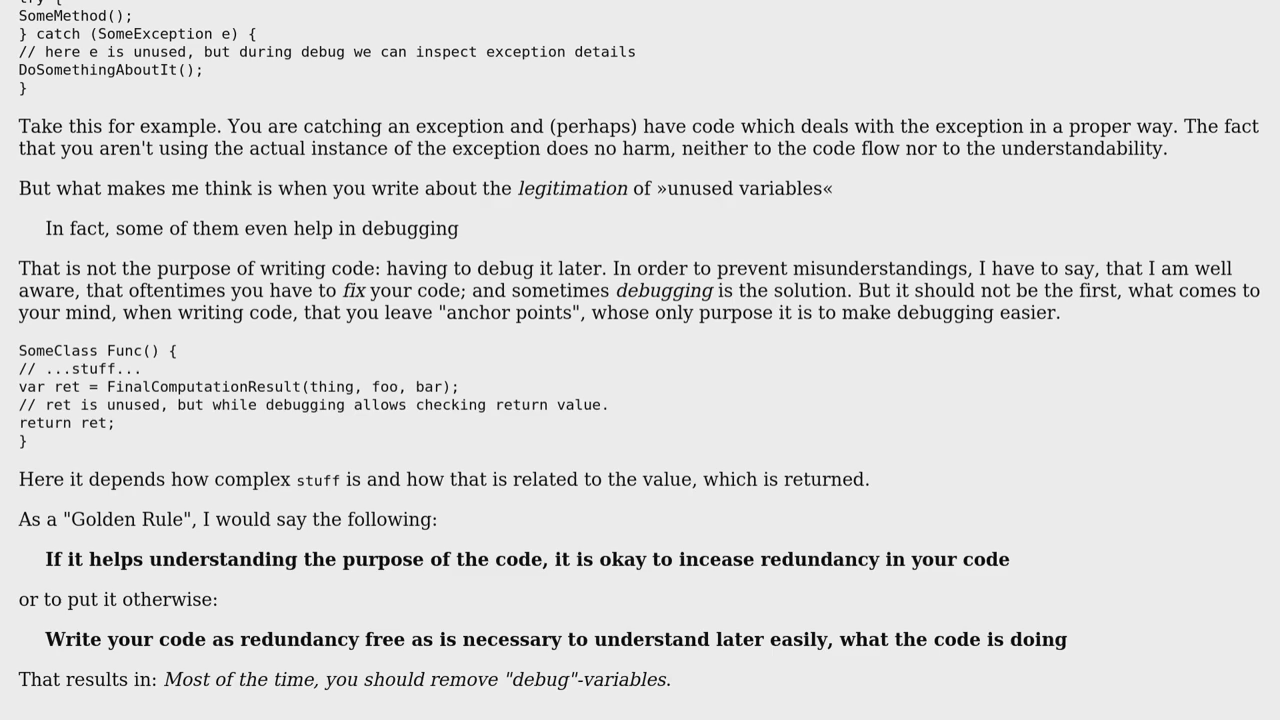 try {
SomeMethod();
} catch (SomeException e) {
// here e is unused, but during debug we can inspect exception details
DoSomethingAboutIt();
}
Take this for example. You are catching an exception and (perhaps) have code which deals with the exception in a proper way. The fact
that you aren't using the actual instance of the exception does no harm, neither to the code flow nor to the understandability.
But what makes me think is when you write about the legitimation of »unused variables«
In fact, some of them even help in debugging
That is not the purpose of writing code: having to debug it later. In order to prevent misunderstandings, I have to say, that I am well
aware, that oftentimes you have to fix your code; and sometimes debugging is the solution. But it should not be the first, what comes to
your mind, when writing code, that you leave "anchor points", whose only purpose it is to make debugging easier.
SomeClass Func() {
// ...stuff...
var ret = FinalComputationResult(thing, foo, bar);
// ret is unused, but while debugging allows checking return value.
return ret;
}
Here it depends how complex stuff is and how that is related to the value, which is returned.
As a "Golden Rule", I would say the following:
If it helps understanding the purpose of the code, it is okay to incease redundancy in your code
or to put it otherwise:
Write your code as redundancy free as is necessary to understand later easily, what the code is doing
That results in: Most of the time, you should remove "debug"-variables.